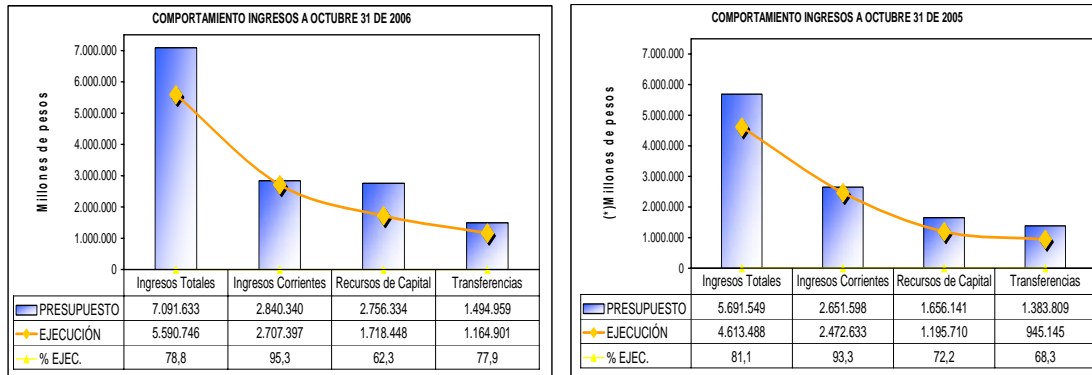 COMPORTAMIENTO INGRESOS A OCTUBRE 31 DE 2006
Millones de pesos
7.000.000
6.000.000
5.000.000
4.000.000
3.000.000
2.000.000
1.000.000
0
Ingresos Totales Ingresos Corrientes Recursos de Capital Transferencias
PRESUPUESTO 7.091.633 2.840.340 2.756.334 1.494.959
EJECUCIÓN 5.590.746 2.707.397 1.718.448 1.164.901
% EJEC. 78,8 95,3 62,3 77,9
COMPORTAMIENTO INGRESOS A OCTUBRE 31 DE 2005
(*)Millones de pesos
7.000.000
6.000.000
5.000.000
4.000.000
3.000.000
2.000.000
1.000.000
0
Ingresos Totales Ingresos Corrientes Recursos de Capital Transferencias
PRESUPUESTO 5.691.549 2.651.598 1.656.141 1.383.809
EJECUCIÓN 4.613.488 2.472.633 1.195.710 945.145
% EJEC. 81,1 93,3 72,2 68,3